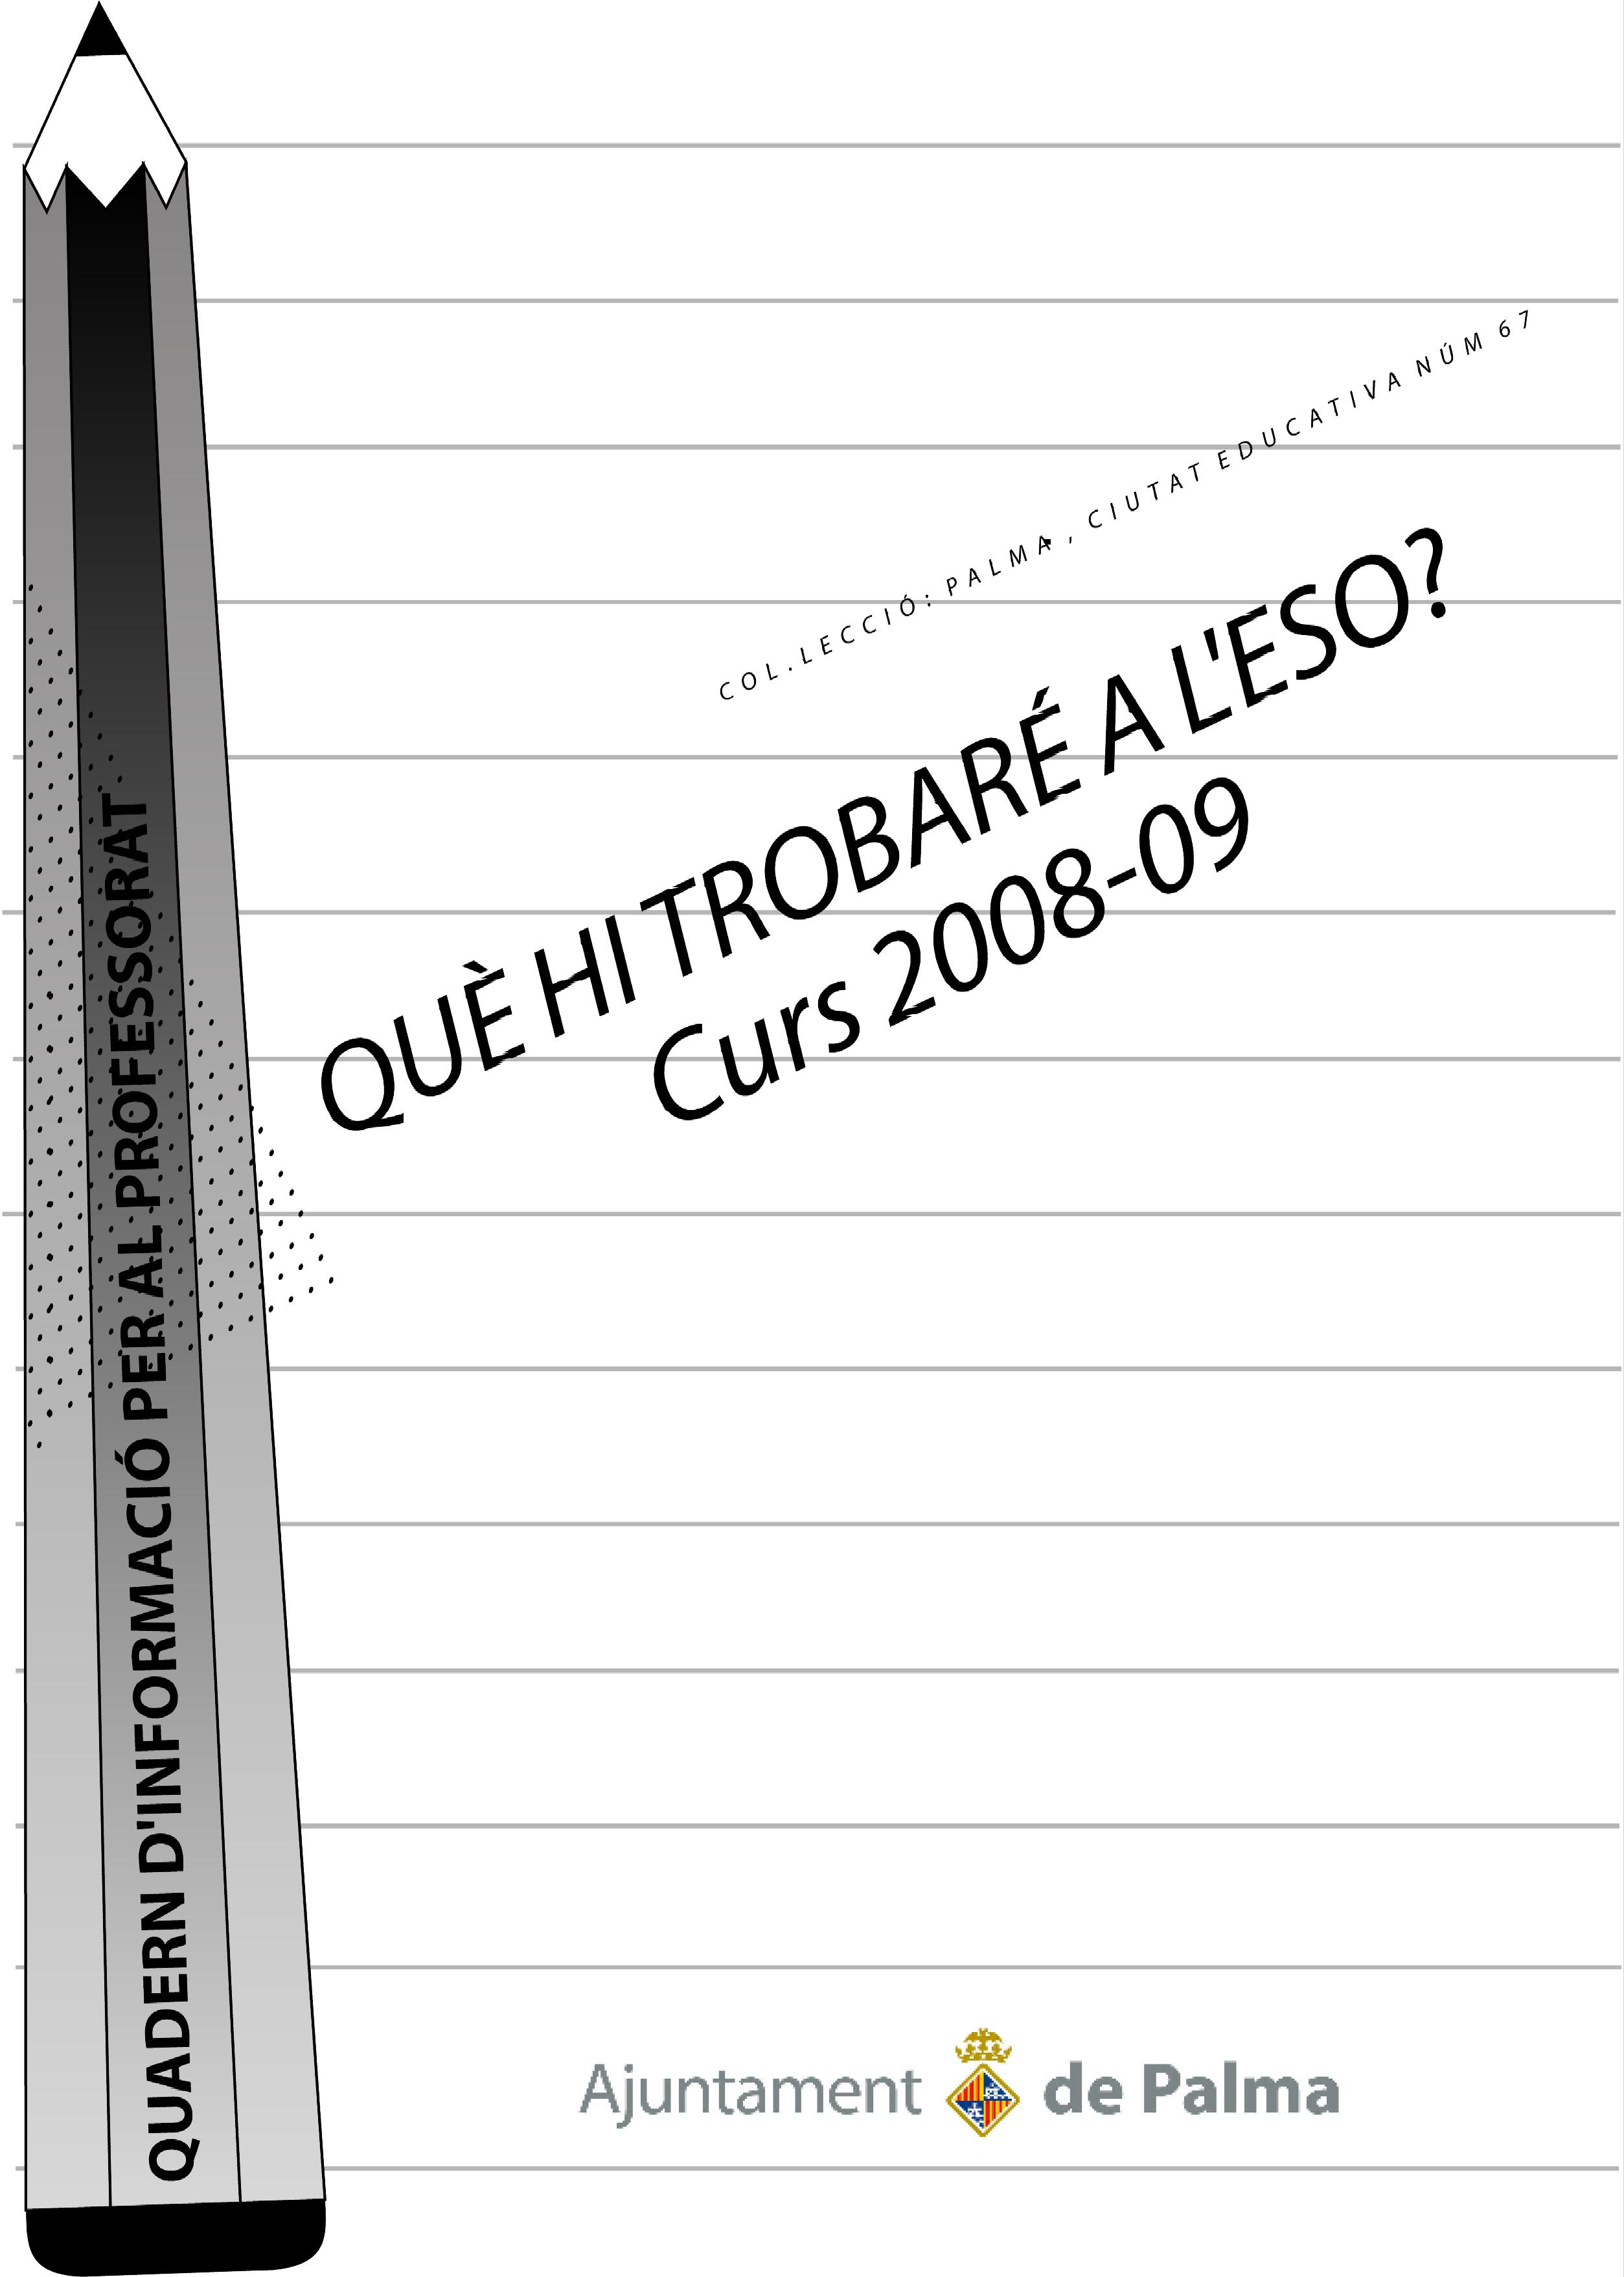 COL.LECCIÓ: PALMA, CIUTAT EDUCATIVA NÚM 67
QUÈ HI TROBARÉ A L'ESO?
Curs 2008-09
QUADERN D'INFORMACIÓ PER AL PROFESSORAT
Ajuntament de Palma